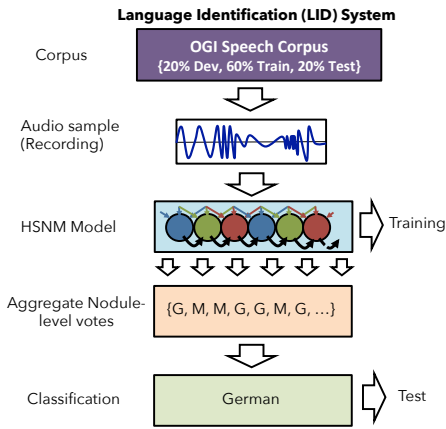 Language Identification (LID) System
Corpus
OGI Speech Corpus
{20% Dev, 60% Train, 20% Test}
Audio sample
(Recording)
HSNM Model
Training
Aggregate Nodule-
level votes
{G, M, M, G, G, M, G, …}
Classification
German
Test